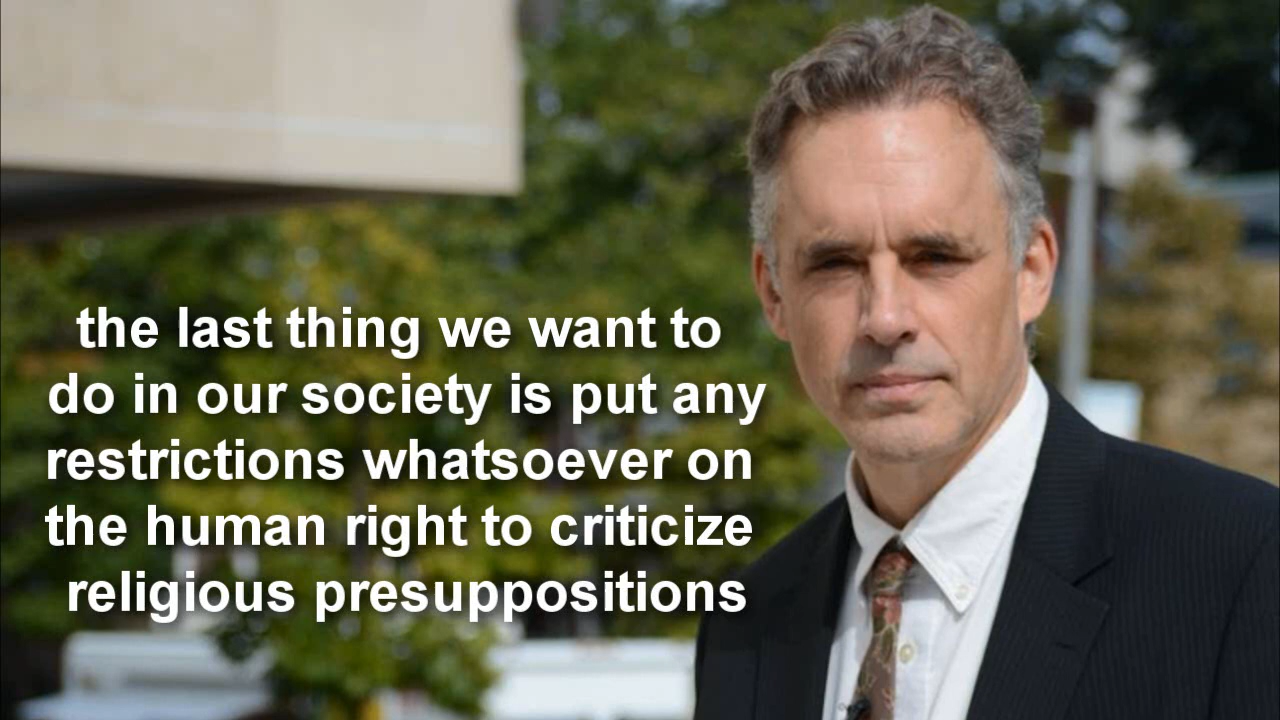 the last thing we want to
do in our society is put any
restrictions whatsoever on
the human right to criticize
religious presuppositions